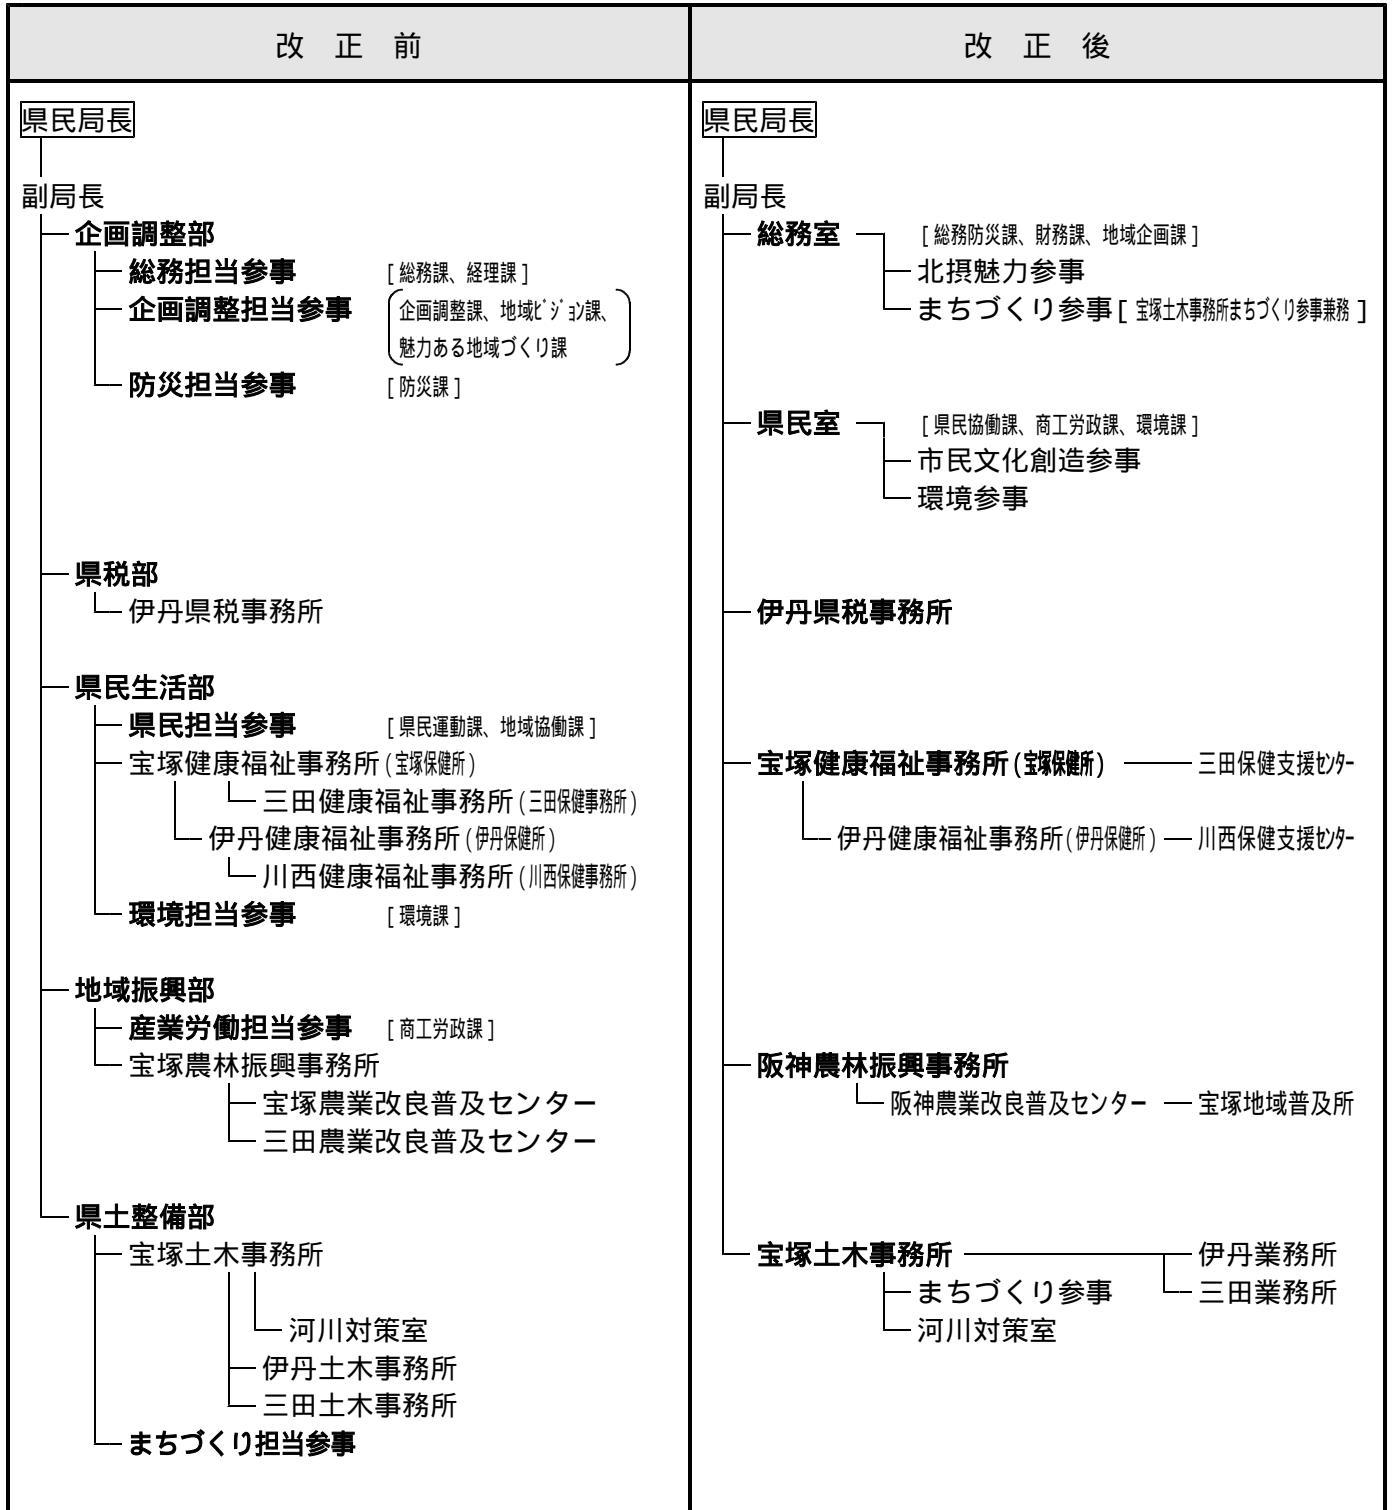 改 正 前
県民局長
副局長
企画調整部
総務担当参事 [総務課、経理課]
企画調整担当参事 (企画調整課、地域ﾋﾞｼﾞｮﾝ課、
魅力ある地域づくり課)
防災担当参事 [防災課]
県税部
伊丹県税事務所
県民生活部
県民担当参事 [県民運動課、地域協働課]
宝塚健康福祉事務所(宝塚保健所)
三田健康福祉事務所(三田保健事務所)
伊丹健康福祉事務所(伊丹保健所)
川西健康福祉事務所(川西保健事務所)
環境担当参事 [環境課]
地域振興部
産業労働担当参事 [商工労政課]
宝塚農林振興事務所
宝塚農業改良普及センター
三田農業改良普及センター
県土整備部
宝塚土木事務所
河川対策室
伊丹土木事務所
三田土木事務所
まちづくり担当参事
改 正 後
県民局長
副局長
総務室 [総務防災課、財務課、地域企画課]
北摂魅力参事
まちづくり参事[宝塚土木事務所まちづくり参事兼務]
県民室 [県民協働課、商工労政課、環境課]
市民文化創造参事
環境参事
伊丹県税事務所
宝塚健康福祉事務所(宝塚保健所) 三田保健支援ｾﾝﾀｰ
伊丹健康福祉事務所(伊丹保健所) 川西保健支援ｾﾝﾀｰ
阪神農林振興事務所
阪神農業改良普及センター 宝塚地域普及所
宝塚土木事務所 伊丹業務所
まちづくり参事 三田業務所
河川対策室